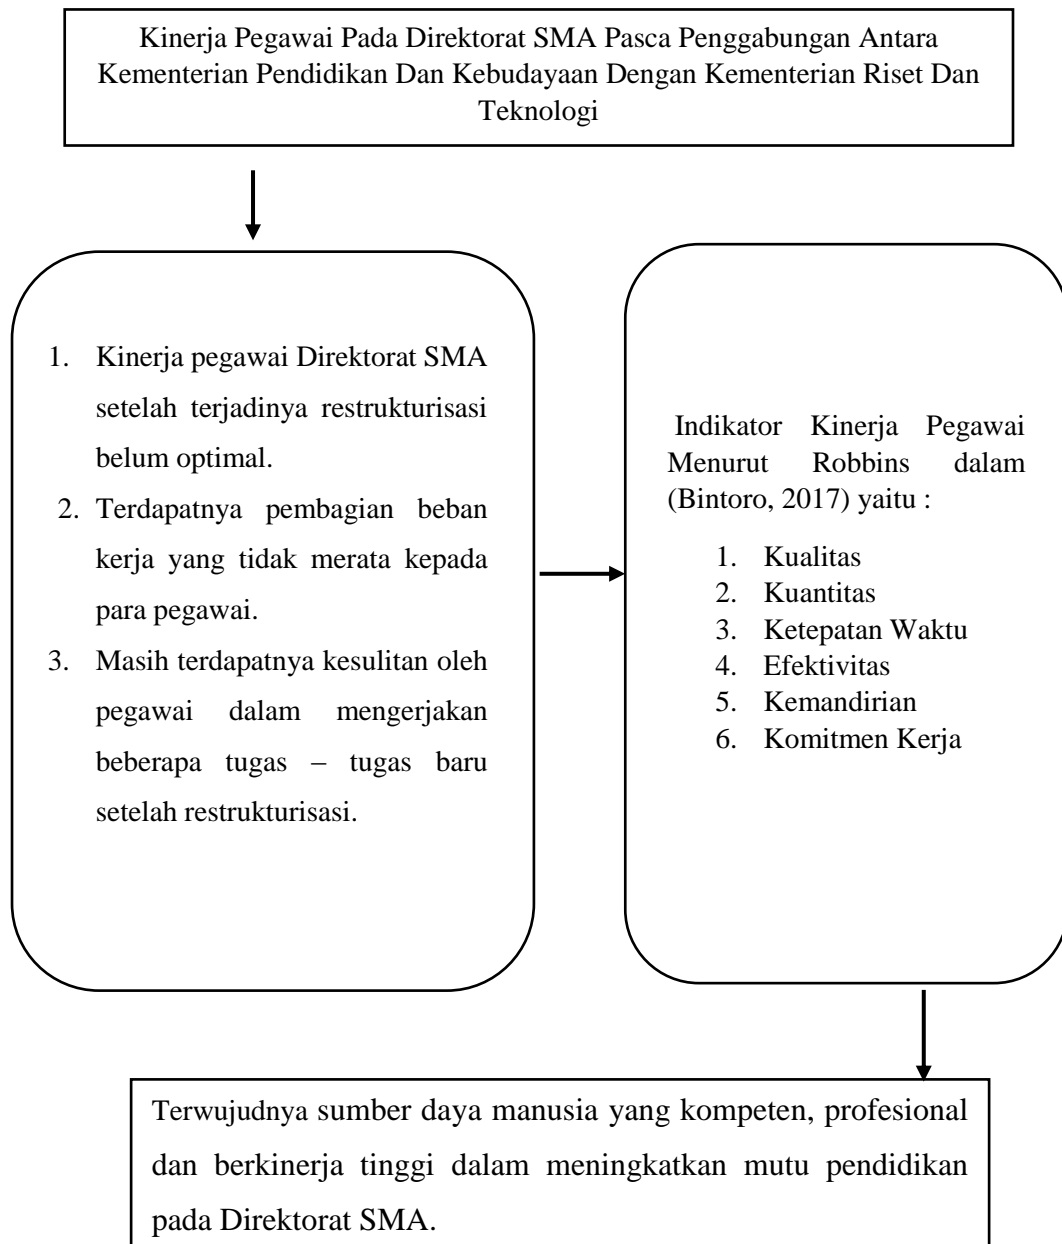 Kinerja Pegawai Pada Direktorat SMA Pasca Penggabungan Antara
Kementerian Pendidikan Dan Kebudayaan Dengan Kementerian Riset Dan
Teknologi
1. Kinerja pegawai Direktorat SMA
setelah terjadinya restrukturisasi
belum optimal.
2. Terdapatnya pembagian beban
kerja yang tidak merata kepada
para pegawai.
3. Masih terdapatnya kesulitan oleh
pegawai dalam mengerjakan
beberapa tugas – tugas baru
setelah restrukturisasi.
Indikator Kinerja Pegawai
Menurut Robbins dalam
(Bintoro, 2017) yaitu :
1. Kualitas
2. Kuantitas
3. Ketepatan Waktu
4. Efektivitas
5. Kemandirian
6. Komitmen Kerja
Terwujudnya sumber daya manusia yang kompeten, profesional
dan berkinerja tinggi dalam meningkatkan mutu pendidikan
pada Direktorat SMA.